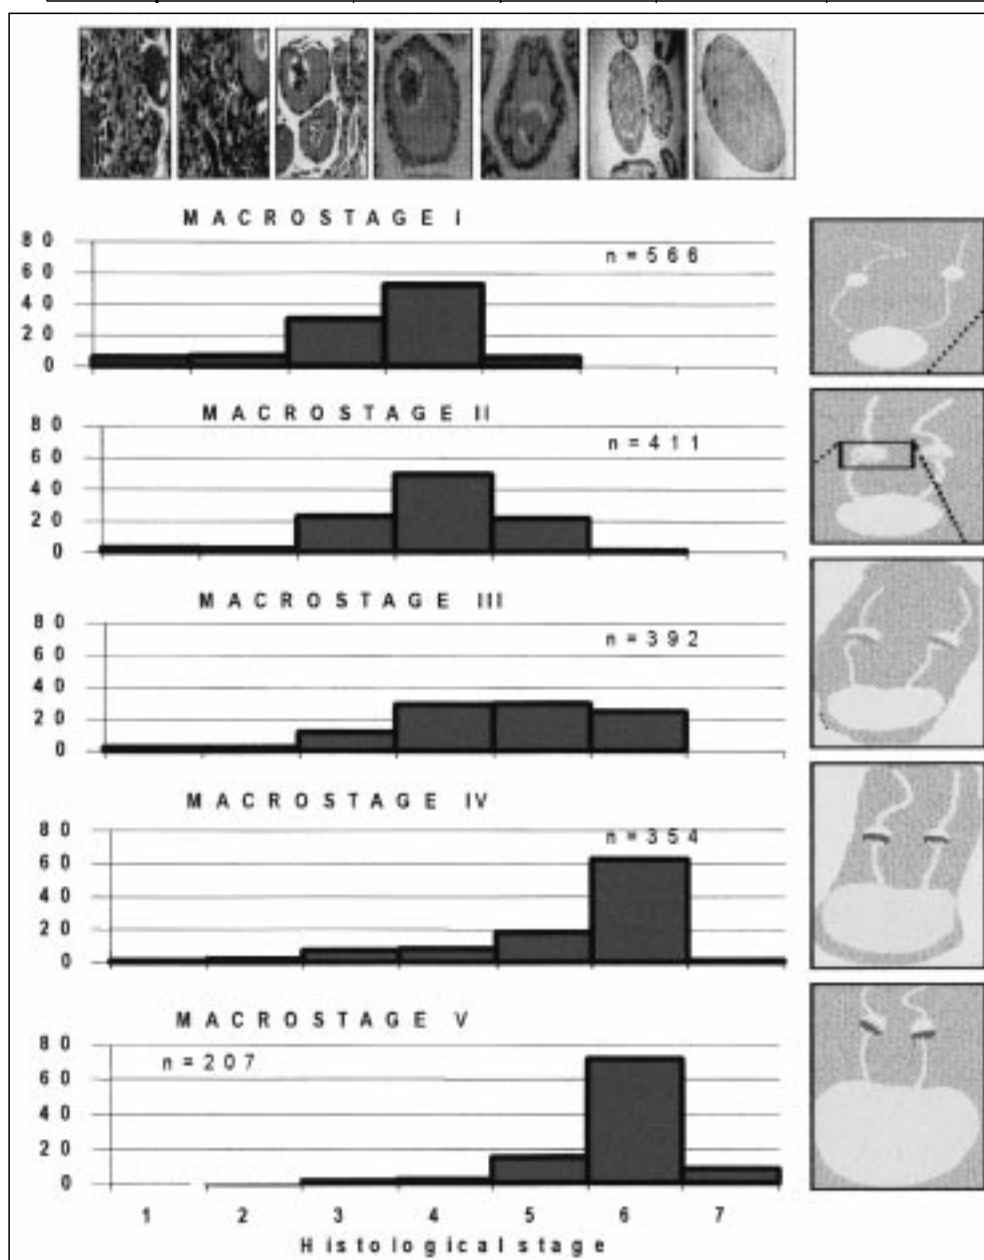 MACROSTAGE I
n=566
80
60
40
20
0
MACROSTAGE II
n=411
80
60
40
20
0
MACROSTAGE III
n=392
80
60
40
20
0
MACROSTAGE IV
n=354
80
60
40
20
0
MACROSTAGE V
n=207
80
60
40
20
0
1 2 3 4 5 6 7
Histological stage